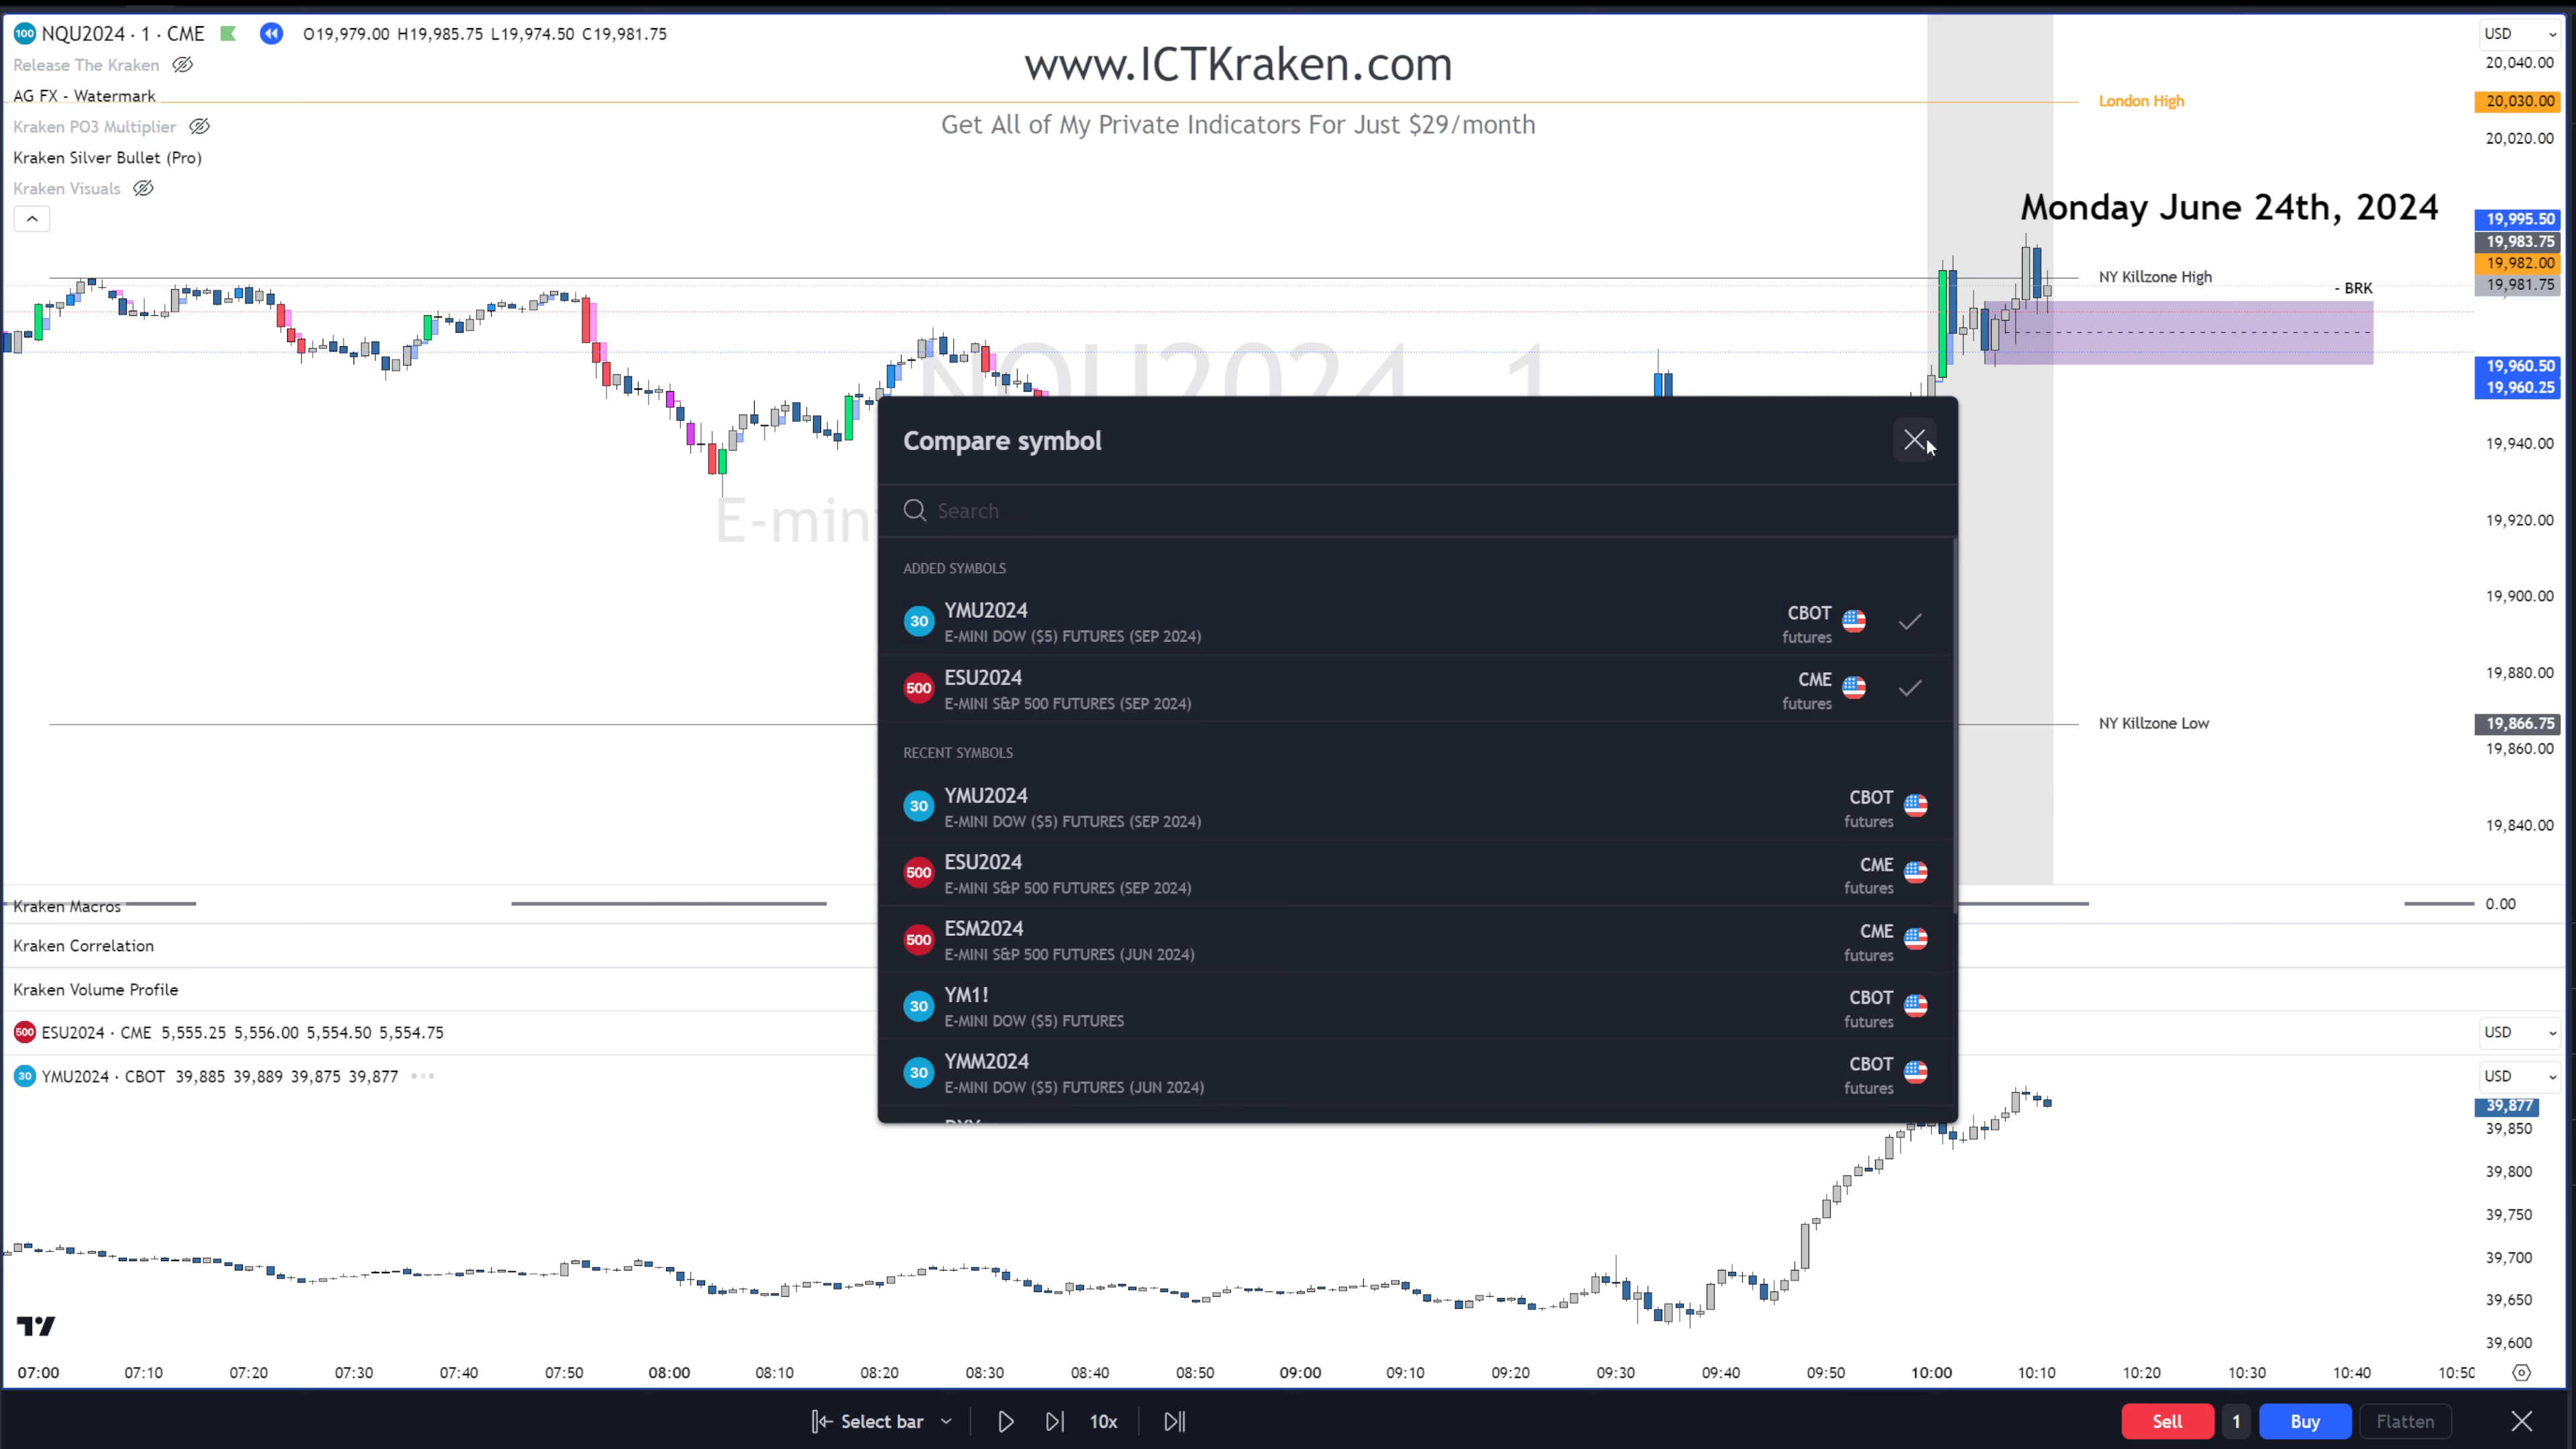 100 NQU2024 · 1 · CME O19,979.00 H19,985.75 L19,974.50 C19,981.75
Release The Kraken
AG FX - Watermark
Kraken PO3 Multiplier
Kraken Silver Bullet (Pro)
Kraken Visuals
www.ICTKraken.com
Get All of My Private Indicators For Just $29/month
London High
Monday June 24th, 2024
NY Killzone High
- BRK
NQU2024 1
E-min
NY Killzone Low
USD
20,040.00
20,030.00
20,020.00
19,995.50
19,983.75
19,982.00
19,981.75
19,960.50
19,960.25
19,940.00
19,920.00
19,900.00
19,880.00
19,866.75
19,860.00
19,840.00
0.00
Compare symbol
Search
ADDED SYMBOLS
30 YMU2024 CBOT
E-MINI DOW ($5) FUTURES (SEP 2024) futures
500 ESU2024 CME
E-MINI S&P 500 FUTURES (SEP 2024) futures
RECENT SYMBOLS
30 YMU2024 CBOT
E-MINI DOW ($5) FUTURES (SEP 2024) futures
500 ESU2024 CME
E-MINI S&P 500 FUTURES (SEP 2024) futures
500 ESM2024 CME
E-MINI S&P 500 FUTURES (JUN 2024) futures
30 YM1! CBOT
E-MINI DOW ($5) FUTURES futures
30 YMM2024 CBOT
E-MINI DOW ($5) FUTURES (JUN 2024) futures
Kraken Macros
Kraken Correlation
Kraken Volume Profile
500 ESU2024 · CME 5,555.25 5,556.00 5,554.50 5,554.75 USD
30 YMU2024 · CBOT 39,885 39,889 39,875 39,877 USD
39,877
39,850
39,800
39,750
39,700
39,650
39,600
07:00 07:10 07:20 07:30 07:40 07:50 08:00 08:10 08:20 08:30 08:40 08:50 09:00 09:10 09:20 09:30 09:40 09:50 10:00 10:10 10:20 10:30 10:40 10:50
Select bar 10x Sell 1 Buy Flatten